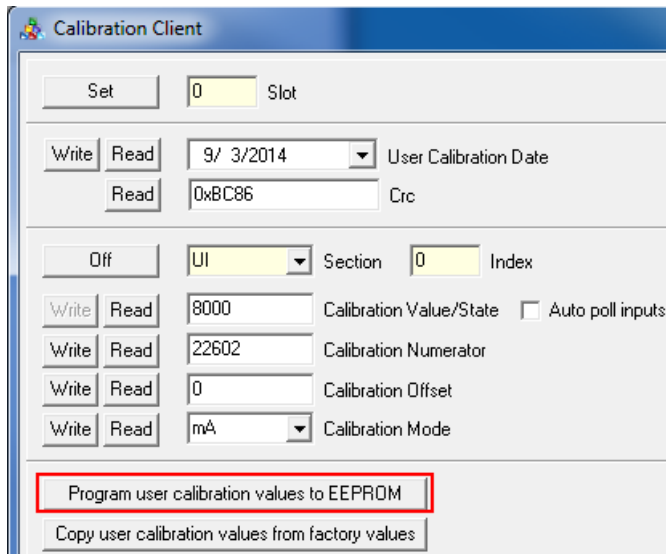 Calibration Client
Set 0 Slot
Write Read 9/ 3/2014 User Calibration Date
Read 0xBC86 Crc
Off UI Section 0 Index
Write Read 8000 Calibration Value/State Auto poll inputs
Write Read 22602 Calibration Numerator
Write Read 0 Calibration Offset
Write Read mA Calibration Mode
Program user calibration values to EEPROM
Copy user calibration values from factory values